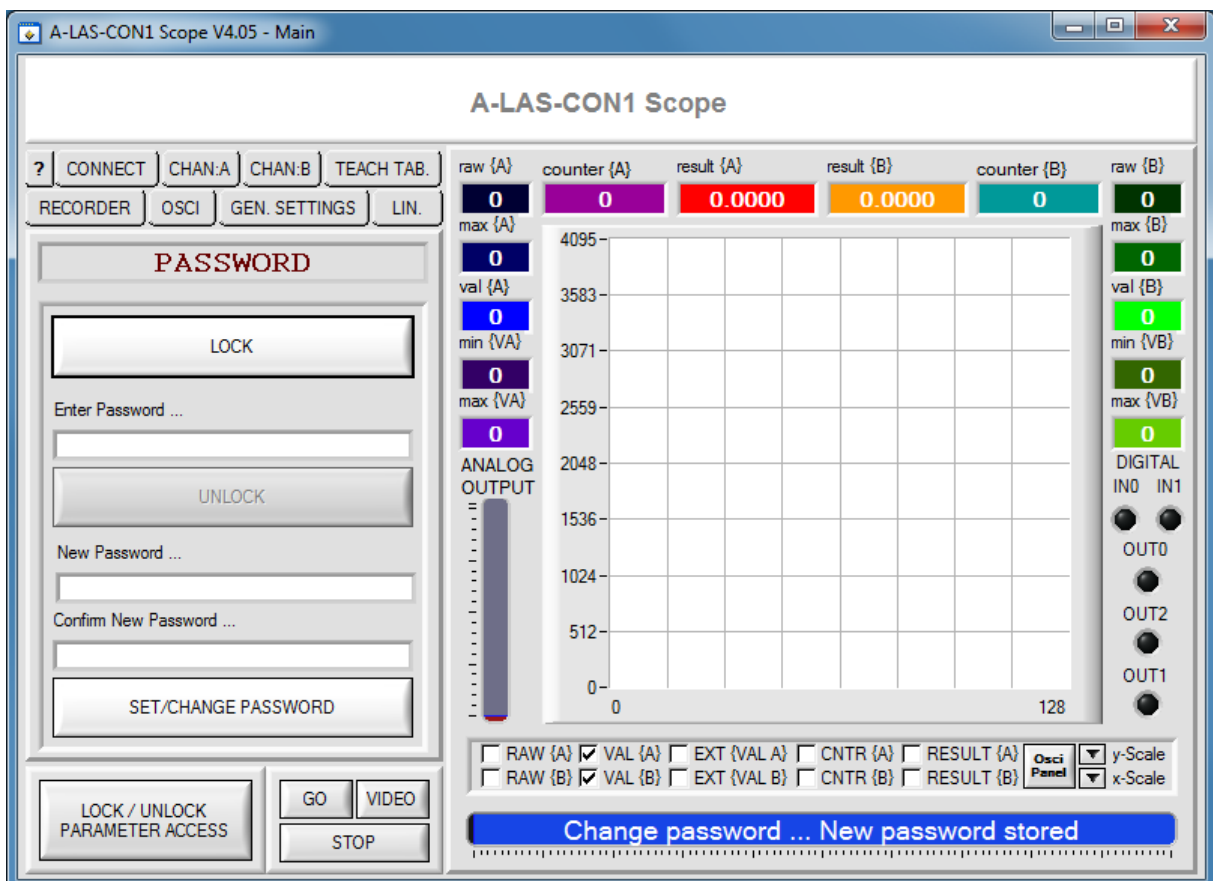 A-LAS-CON1 Scope V4.05 - Main
A-LAS-CON1 Scope
? CONNECT CHAN:A CHAN:B TEACH TAB.
RECORDER OSCI GEN. SETTINGS LIN.
PASSWORD
LOCK
Enter Password ...
UNLOCK
New Password ...
Confirm New Password ...
SET/CHANGE PASSWORD
LOCK / UNLOCK
PARAMETER ACCESS
GO VIDEO
STOP
raw {A} counter {A} result {A} result {B} counter {B} raw {B}
0 0 0.0000 0.0000 0 0
max {A}
0
val {A}
0
min {VA}
0
max {VA}
0
ANALOG
OUTPUT
4095
3583
3071
2559
2048
1536
1024
512
0
0 128
max {B}
0
val {B}
0
min {VB}
0
max {VB}
0
DIGITAL
IN0 IN1
OUT0
OUT2
OUT1
RAW {A} VAL {A} EXT {VAL A} CNTR {A} RESULT {A}
RAW {B} VAL {B} EXT {VAL B} CNTR {B} RESULT {B}
Osci
Panel
y-Scale
x-Scale
Change password ... New password stored